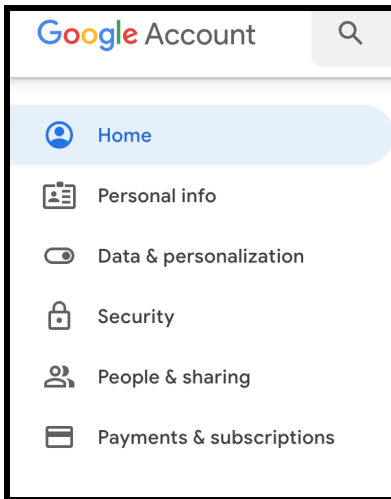 Google Account
Home
Personal info
Data & personalization
Security
People & sharing
Payments & subscriptions